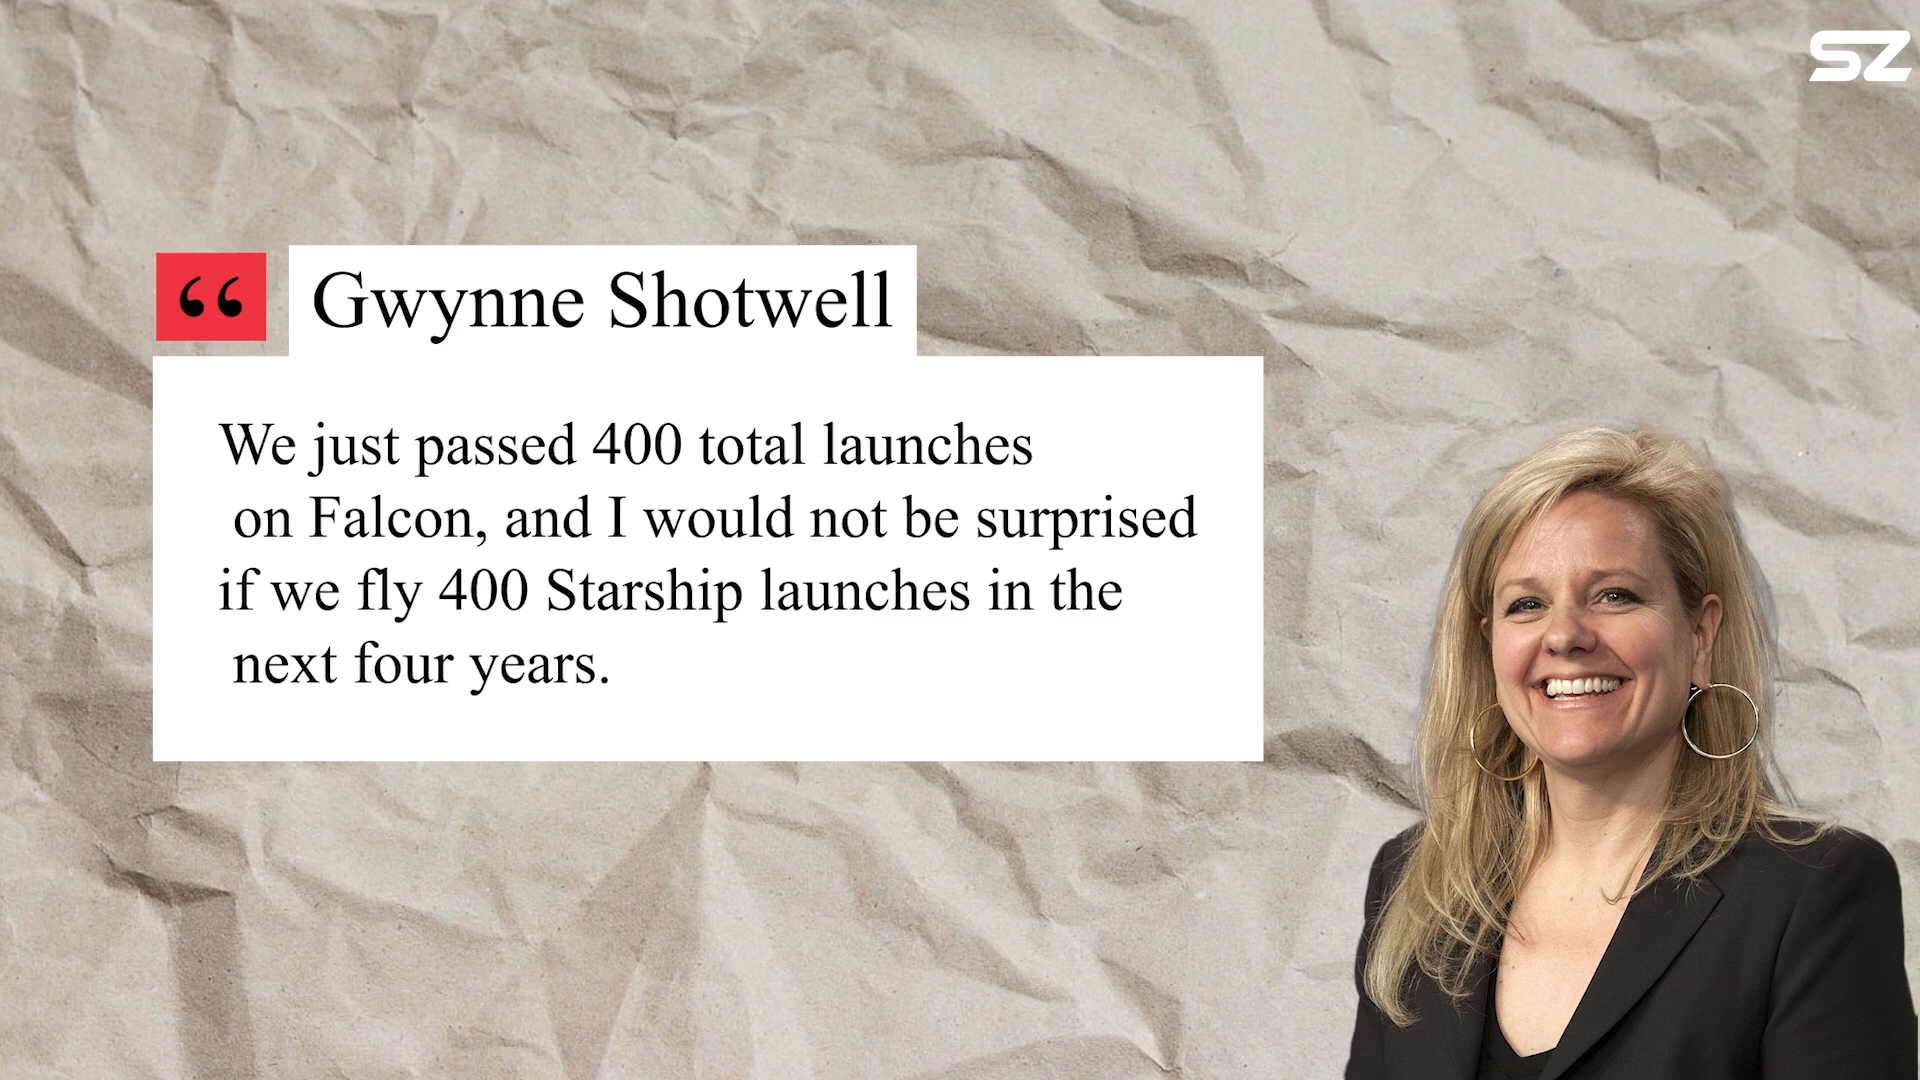 SZ
“ Gwynne Shotwell
We just passed 400 total launches
on Falcon, and I would not be surprised
if we fly 400 Starship launches in the
next four years.